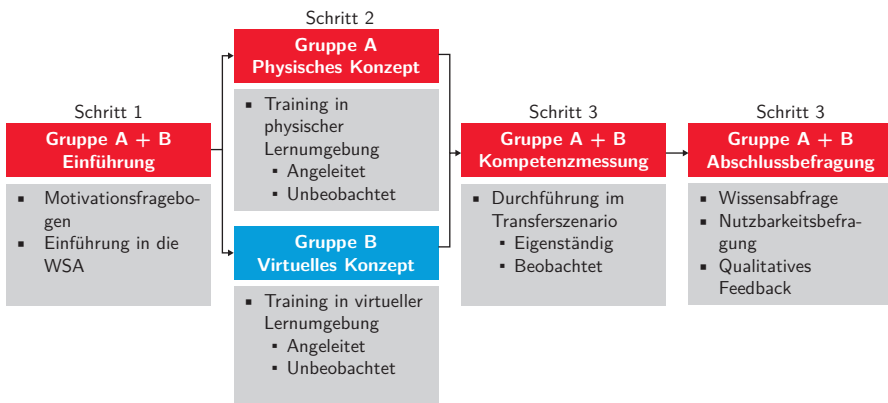 Schritt 1
Gruppe A + B
Einführung
▪ Motivationsfragebo-
gen
▪ Einführung in die
WSA
Schritt 2
Gruppe A
Physisches Konzept
▪ Training in
physischer
Lernumgebung
▪ Angeleitet
▪ Unbeobachtet
Gruppe B
Virtuelles Konzept
▪ Training in virtueller
Lernumgebung
▪ Angeleitet
▪ Unbeobachtet
Schritt 3
Gruppe A + B
Kompetenzmessung
▪ Durchführung im
Transferszenario
▪ Eigenständig
▪ Beobachtet
Schritt 3
Gruppe A + B
Abschlussbefragung
▪ Wissensabfrage
▪ Nutzbarkeitsbefra-
gung
▪ Qualitatives
Feedback